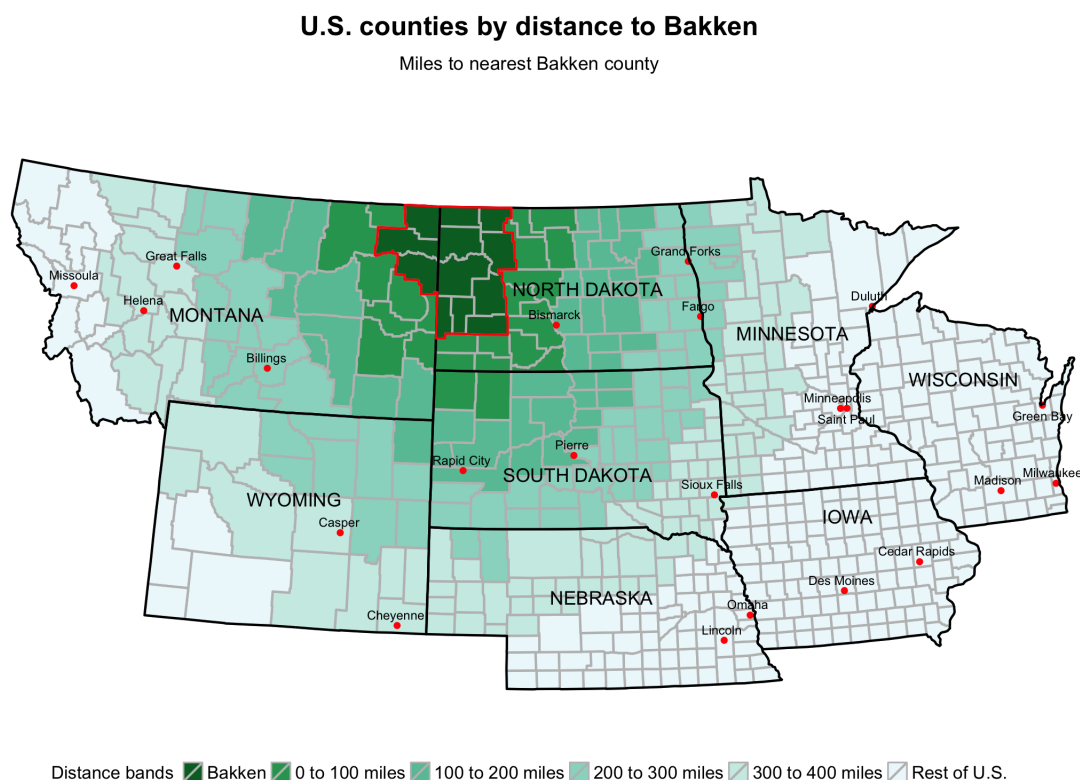 U.S. counties by distance to Bakken
Miles to nearest Bakken county
Great Falls
Grand Forks
Missoula
NORTH DAKOTA
Duluth
Helena
MONTANA
Bismarck
Fargo
MINNESOTA
Billings
WISCONSIN
Minneapolis
Saint Paul
Green Bay
Pierre
Rapid City
SOUTH DAKOTA
Milwaukee
Madison
Sioux Falls
WYOMING
Casper
IOWA
Cedar Rapids
Des Moines
NEBRASKA
Omaha
Cheyenne
Lincoln
Distance bands Bakken 0 to 100 miles 100 to 200 miles 200 to 300 miles 300 to 400 miles Rest of U.S.